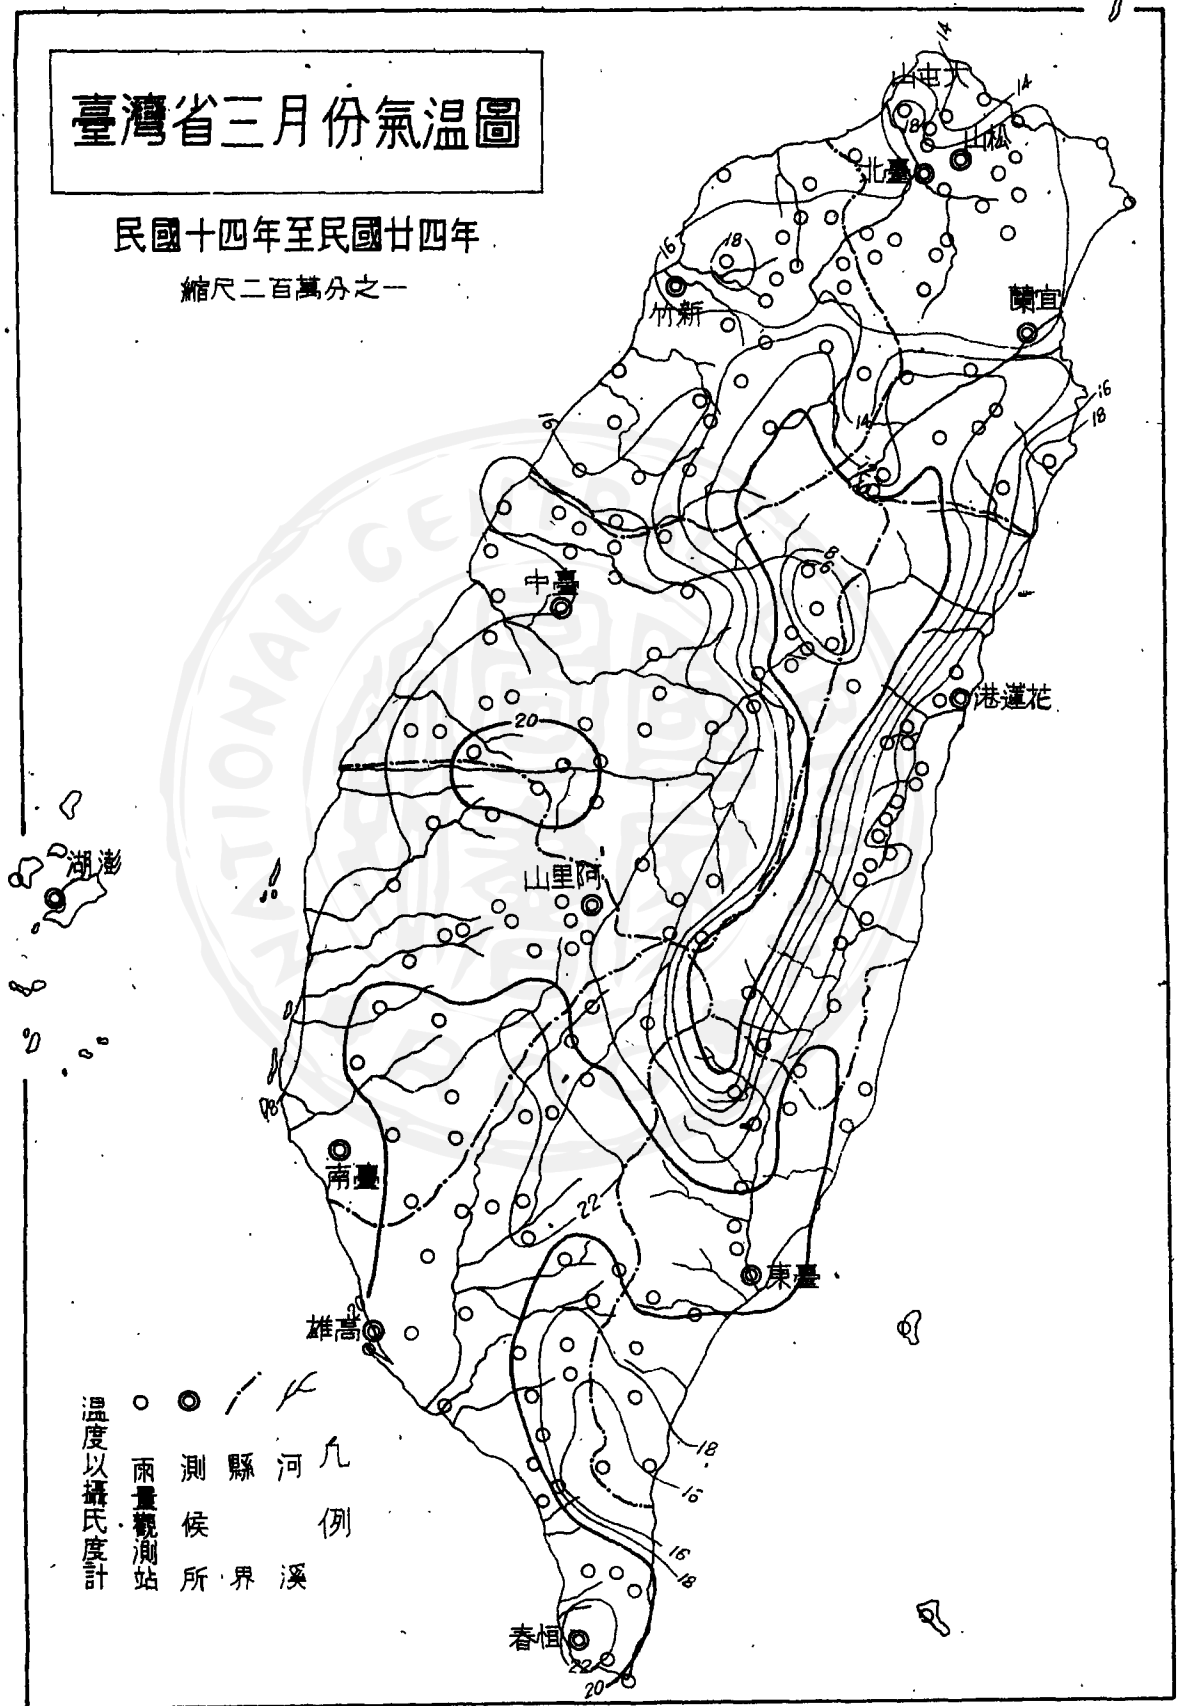 臺灣省三月份氣温圖
民國十四年至民國廿四年
縮尺二百萬分之一
14
山屯大
14
18
山松
北臺
16
18
竹新
蘭宜
16
14
16
18
中臺
8
6
港蓮花
20
湖澎
山里阿
18
南臺
22
東臺
20
雄高
18
16
16
18
春恒
22
20
凡例
河溪
縣界
測候所
雨量觀測站
温度以攝氏度計
NATIONAL CENTRAL